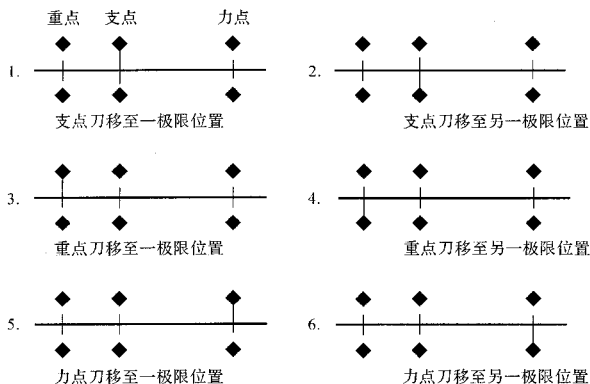 重点 支点 力点
1. 2.
支点刀移至一极限位置 支点刀移至另一极限位置
3. 4.
重点刀移至一极限位置 重点刀移至另一极限位置
5. 6.
力点刀移至一极限位置 力点刀移至另一极限位置